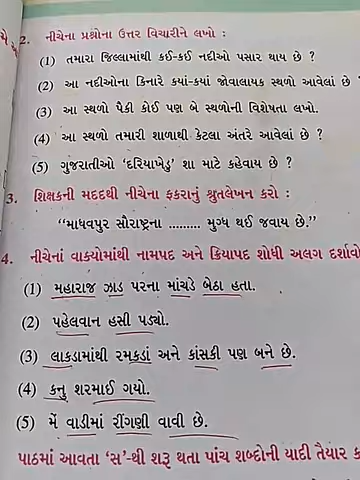 2. નીચેના પ્રશ્નોના ઉત્તર વિચારીને લખો :
(1) તમારા જિલ્લામાંથી કઈ-કઈ નદીઓ પસાર થાય છે ?
(2) આ નદીઓના કિનારે ક્યાં-ક્યાં જોવાલાયક સ્થળો આવેલાં છે ?
(3) આ સ્થળો પૈકી કોઈ પણ બે સ્થળોની વિશેષતા લખો.
(4) આ સ્થળો તમારી શાળાથી કેટલા અંતરે આવેલાં છે ?
(5) ગુજરાતીઓ ‘દરિયાખેડુ’ શા માટે કહેવાય છે ?
3. શિક્ષકની મદદથી નીચેના ફકરાનું શ્રુતલેખન કરો :
“માધવપુર સૌરાષ્ટ્રના ......... મુગ્ધ થઈ જવાય છે.”
4. નીચેનાં વાક્યોમાંથી નામપદ અને ક્રિયાપદ શોધી અલગ દર્શાવો
(1) મહારાજ ઝાડ પરના માંચડે બેઠા હતા.
(2) પહેલવાન હસી પડ્યો.
(3) લાકડામાંથી રમકડાં અને કાંસકી પણ બને છે.
(4) કનુ શરમાઈ ગયો.
(5) મેં વાડીમાં રીંગણી વાવી છે.
પાઠમાં આવતા ‘સ’-થી શરૂ થતા પાંચ શબ્દોની યાદી તૈયાર